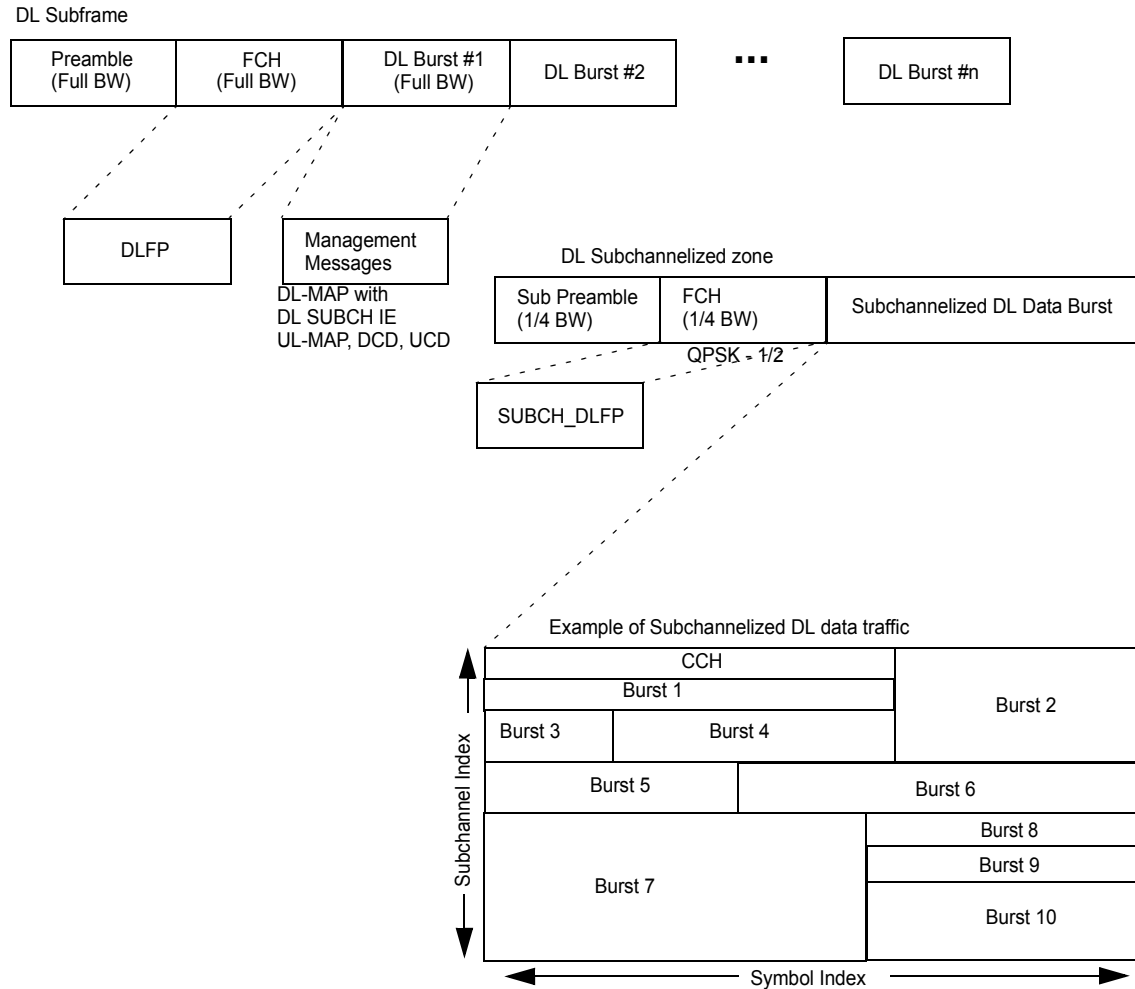 DL Subframe
Preamble
(Full BW)
FCH
(Full BW)
DL Burst #1
(Full BW)
DL Burst #2
...
DL Burst #n
DLFP
Management
Messages
DL-MAP with
DL SUBCH IE
UL-MAP, DCD, UCD
DL Subchannelized zone
Sub Preamble
(1/4 BW)
FCH
(1/4 BW)
Subchannelized DL Data Burst
QPSK - 1/2
SUBCH_DLFP
Example of Subchannelized DL data traffic
CCH
Burst 1
Burst 2
Burst 3
Burst 4
Burst 5
Burst 6
Burst 7
Burst 8
Burst 9
Burst 10
Subchannel Index
Symbol Index